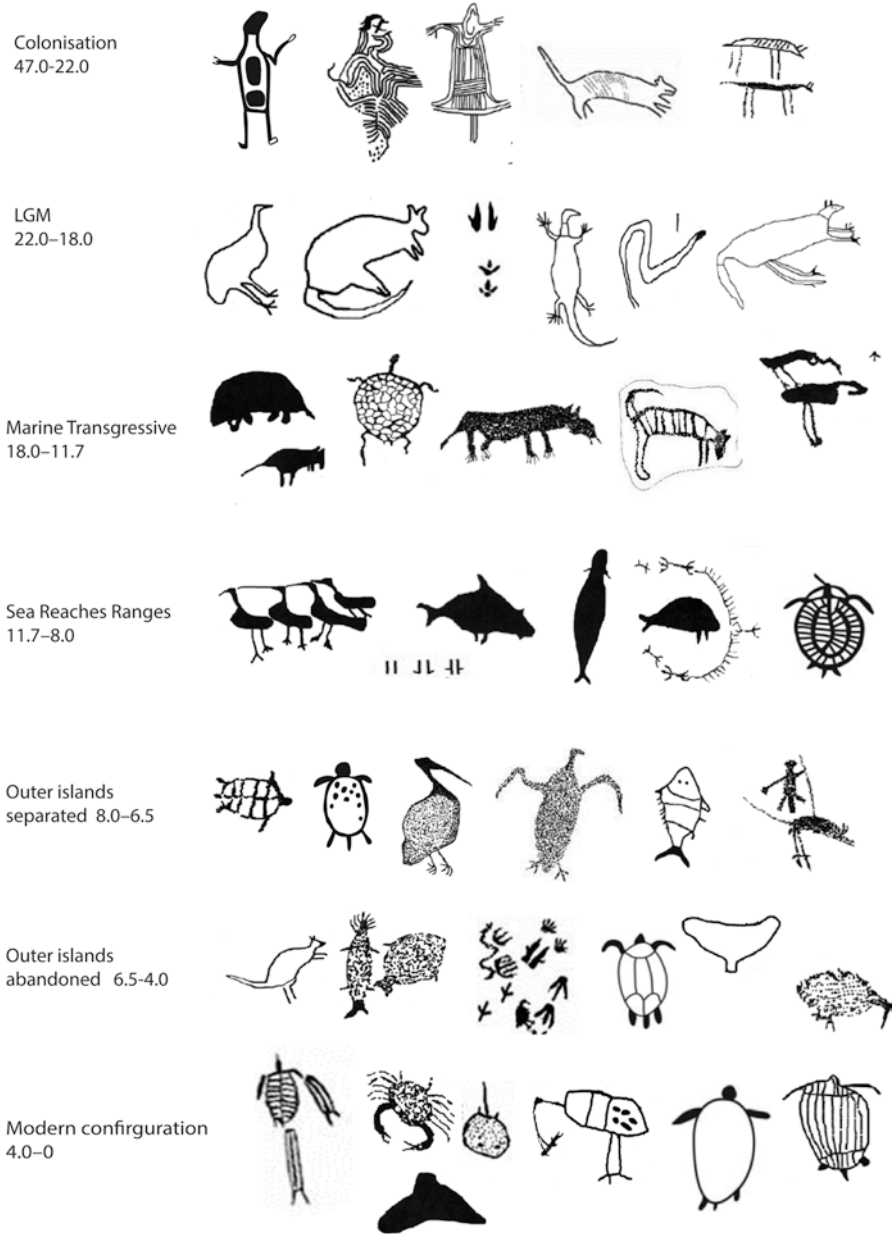 Colonisation
47.0-22.0
LGM
22.0–18.0
Marine Transgressive
18.0–11.7
Sea Reaches Ranges
11.7–8.0
Outer islands
separated 8.0–6.5
Outer islands
abandoned 6.5-4.0
Modern confirguration
4.0–0